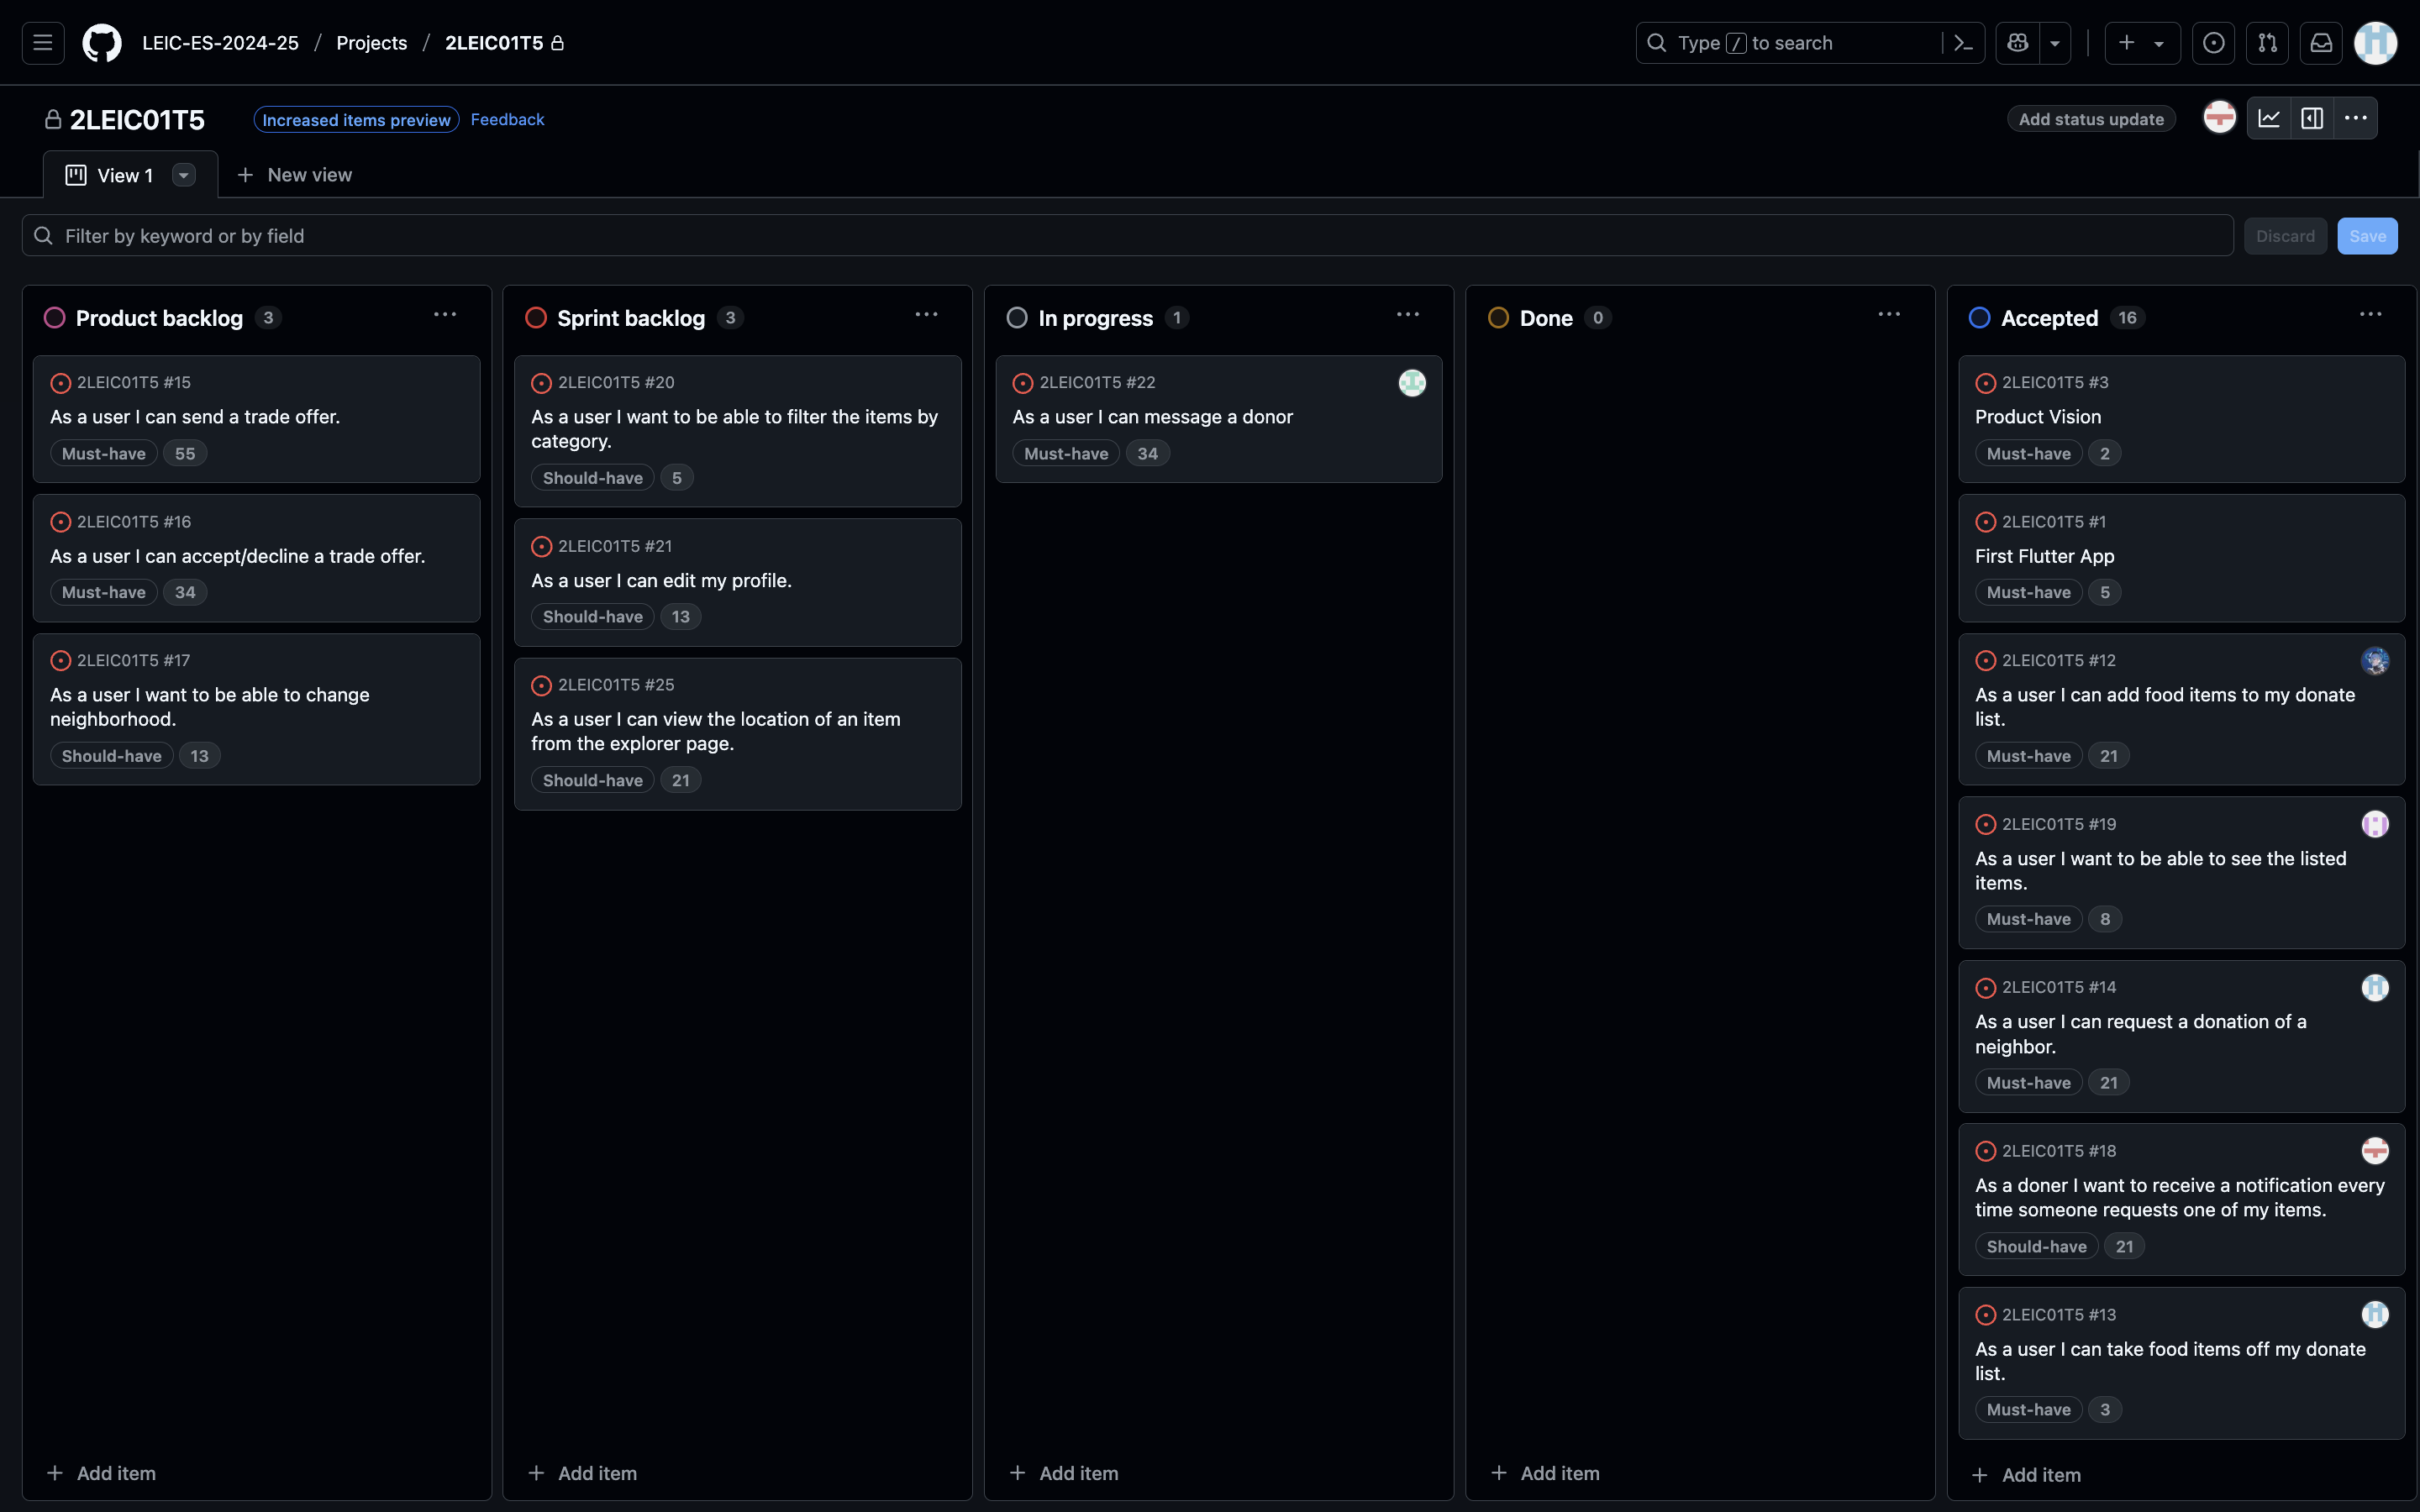 LEIC-ES-2024-25 / Projects / 2LEIC01T5
Type / to search
2LEIC01T5
Increased items preview
Feedback
Add status update
View 1
New view
Filter by keyword or by field
Discard
Save
Product backlog 3
2LEIC01T5 #15
As a user I can send a trade offer.
Must-have 55
2LEIC01T5 #16
As a user I can accept/decline a trade offer.
Must-have 34
2LEIC01T5 #17
As a user I want to be able to change
neighborhood.
Should-have 13
Add item
Sprint backlog 3
2LEIC01T5 #20
As a user I want to be able to filter the items by
category.
Should-have 5
2LEIC01T5 #21
As a user I can edit my profile.
Should-have 13
2LEIC01T5 #25
As a user I can view the location of an item
from the explorer page.
Should-have 21
Add item
In progress 1
2LEIC01T5 #22
As a user I can message a donor
Must-have 34
Add item
Done 0
Add item
Accepted 16
2LEIC01T5 #3
Product Vision
Must-have 2
2LEIC01T5 #1
First Flutter App
Must-have 5
2LEIC01T5 #12
As a user I can add food items to my donate
list.
Must-have 21
2LEIC01T5 #19
As a user I want to be able to see the listed
items.
Must-have 8
2LEIC01T5 #14
As a user I can request a donation of a
neighbor.
Must-have 21
2LEIC01T5 #18
As a doner I want to receive a notification every
time someone requests one of my items.
Should-have 21
2LEIC01T5 #13
As a user I can take food items off my donate
list.
Must-have 3
Add item